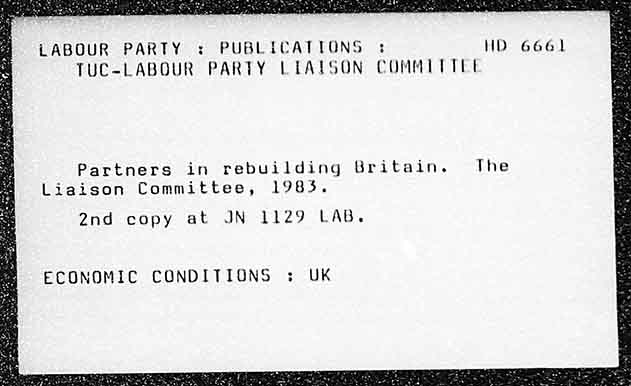 LABOUR PARTY : PUBLICATIONS : HD 6661
TUC-LABOUR PARTY LIAISON COMMITTEE
Partners in rebuilding Britain. The
Liaison Committee, 1983.
2nd copy at JN 1129 LAB.
ECONOMIC CONDITIONS : UK